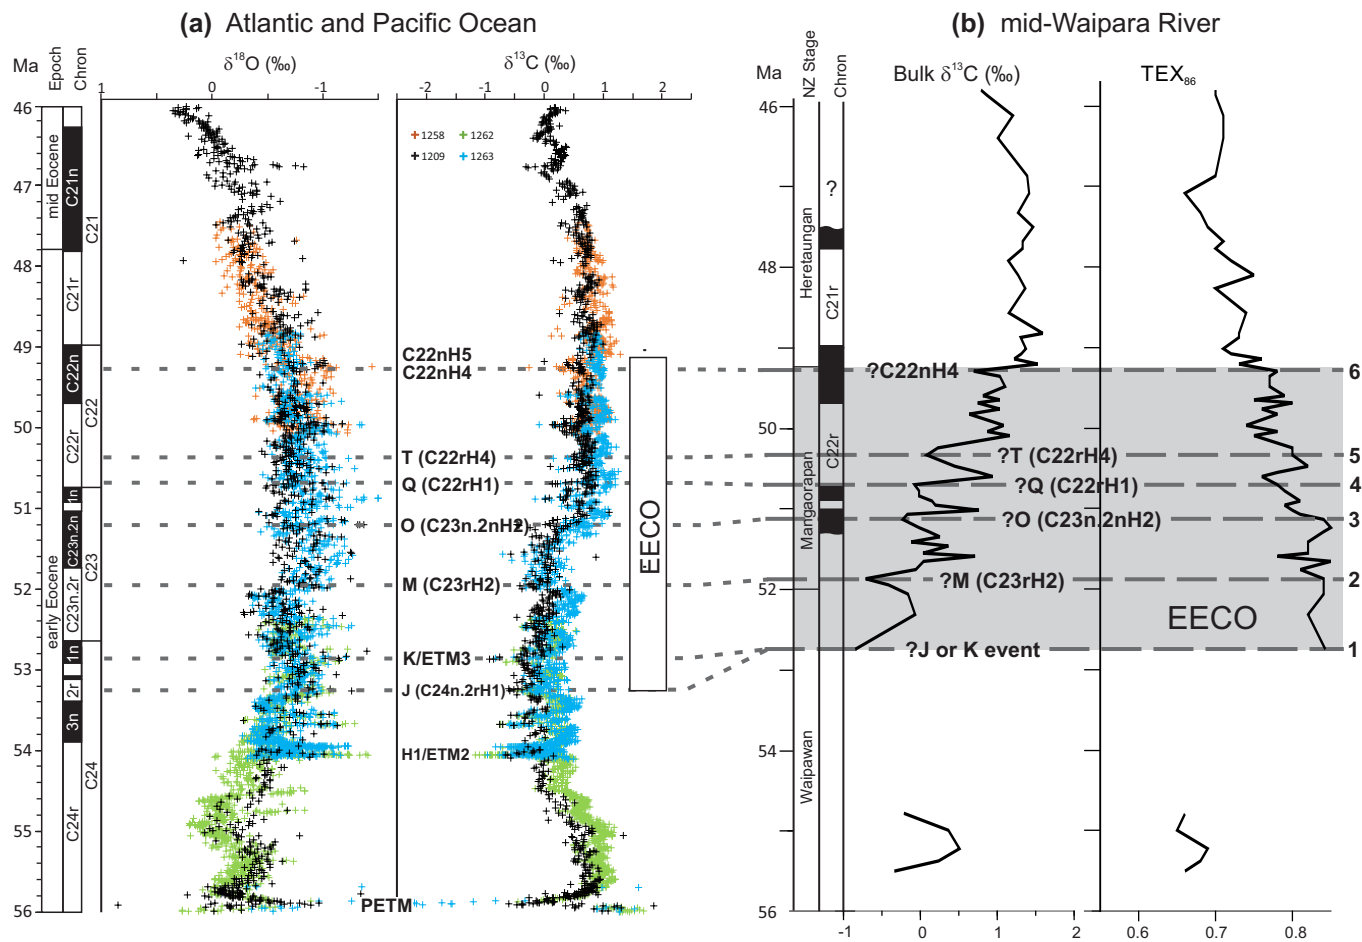 (a) Atlantic and Pacific Ocean
(b) mid-Waipara River
Ma
Epoch
Chron
δ18O (‰)
δ13C (‰)
1 0 -1
-2 -1 0 1 2
46
47
48
49
50
51
52
53
54
55
56
mid Eocene
early Eocene
C21n
C21r
C22n
C22r
1n
C23n.2n
C23n.2r
1n
2r
3n
C24r
C21
C22
C23
C24
1258
1262
1209
1263
C22nH5
C22nH4
T (C22rH4)
Q (C22rH1)
O (C23n.2nH2)
M (C23rH2)
K/ETM3
J (C24n.2rH1)
H1/ETM2
PETM
EECO
Ma
NZ Stage
Chron
Bulk δ13C (‰)
TEX86
46
48
50
52
54
56
Heretaungan
Mangaorapan
Waipawan
?
C21r
C22r
?C22nH4
6
?T (C22rH4)
5
?Q (C22rH1)
4
?O (C23n.2nH2)
3
?M (C23rH2)
2
EECO
?J or K event
1
-1 0 1 2
0.6 0.7 0.8